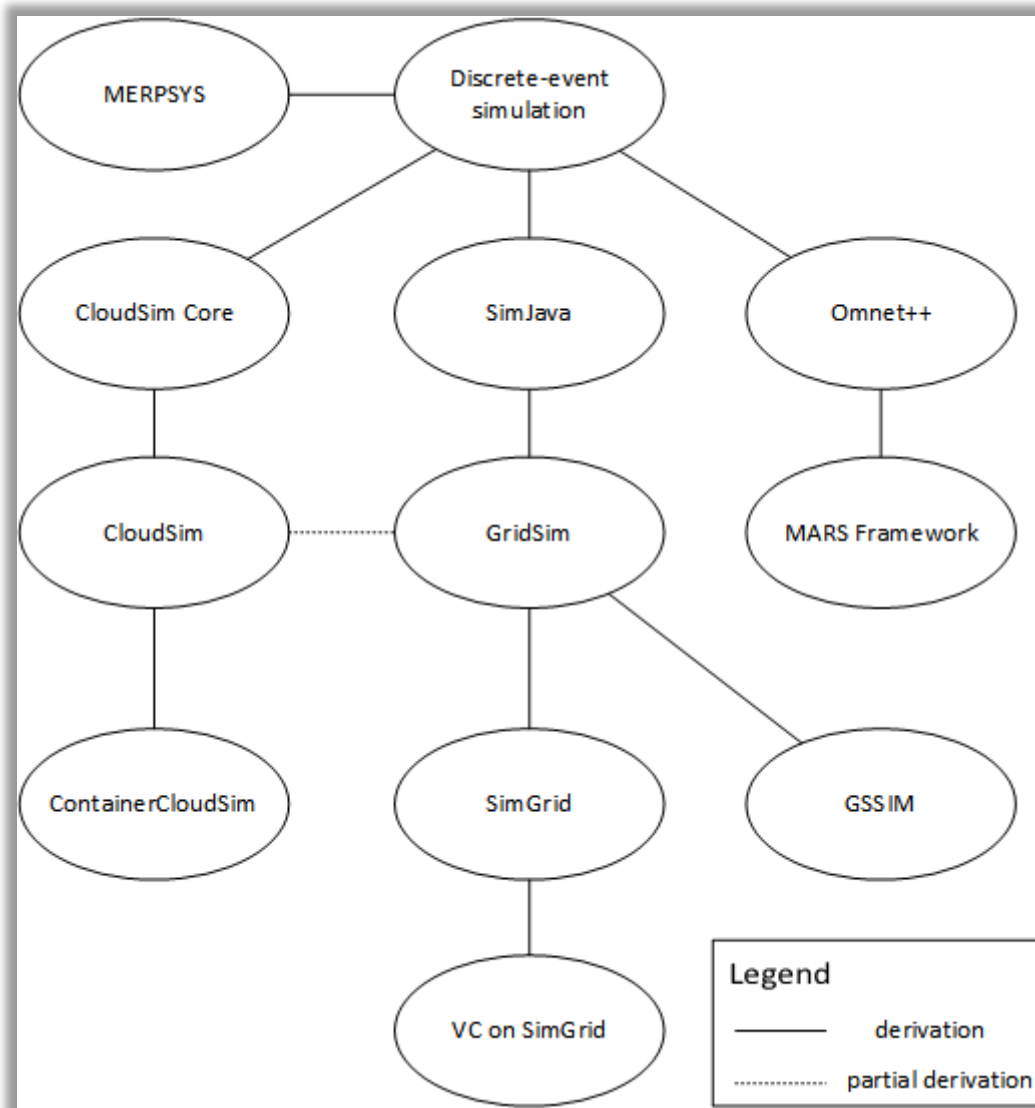 MERPSYS
Discrete-event
simulation
CloudSim Core
SimJava
Omnet++
CloudSim
GridSim
MARS Framework
ContainerCloudSim
SimGrid
GSSIM
VC on SimGrid
Legend
derivation
partial derivation